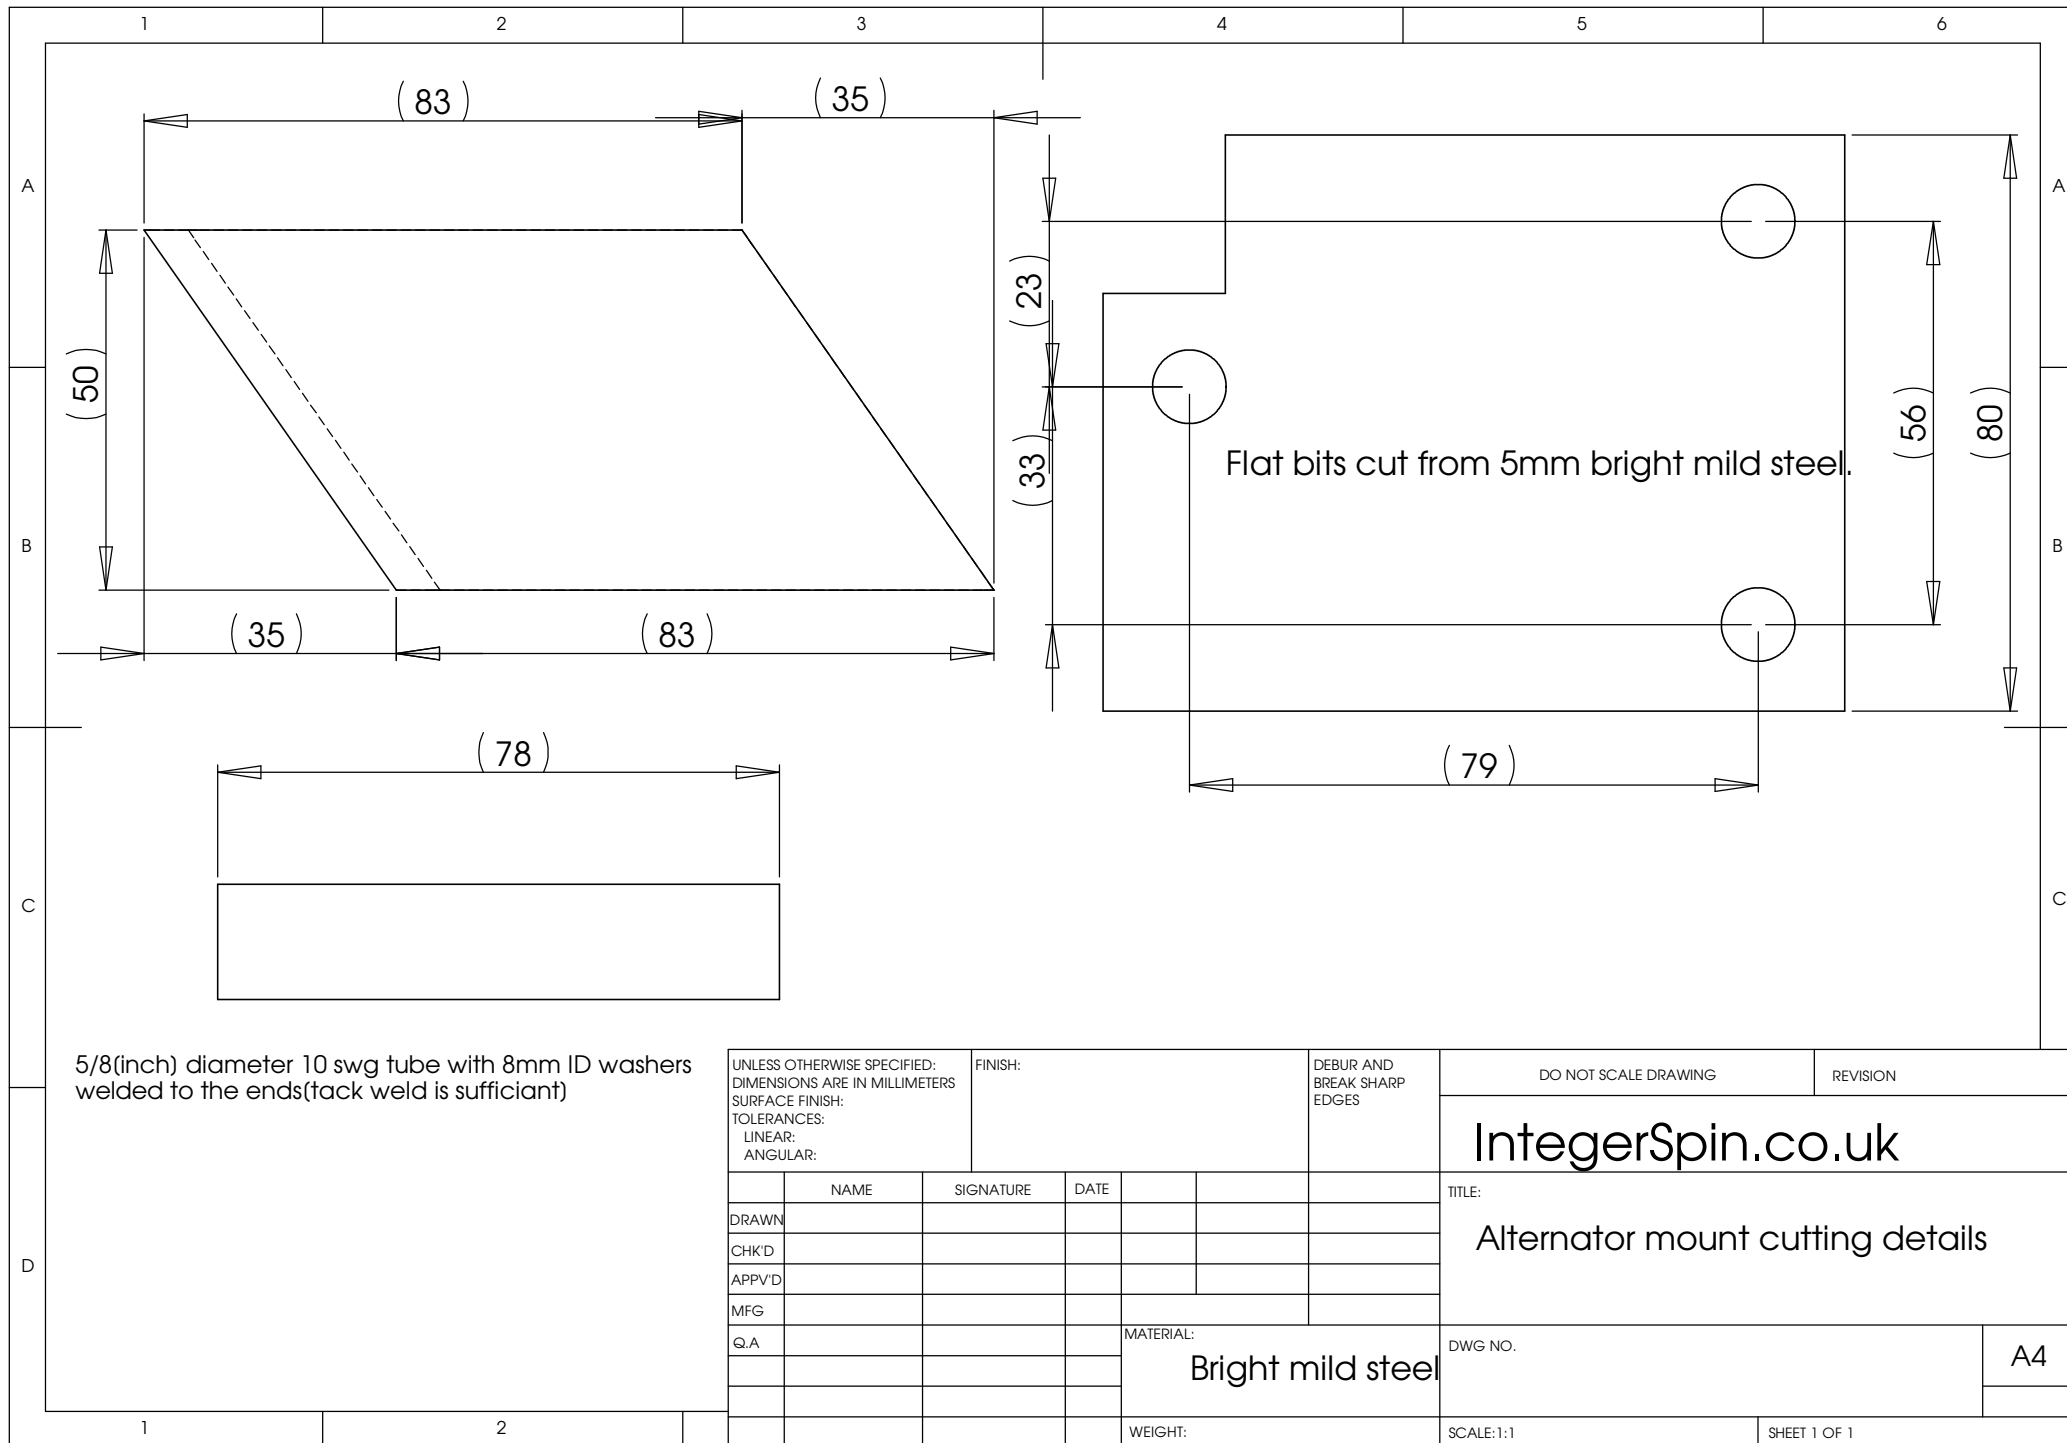 1 2 3 4 5 6
(83) (35)
A A
(23)
(50)
(56) (80)
Flat bits cut from 5mm bright mild steel.
(33)
B B
(35) (83)
(78) (79)
C C
5/8(inch) diameter 10 swg tube with 8mm ID washers
welded to the ends(tack weld is sufficiant)
UNLESS OTHERWISE SPECIFIED:
DIMENSIONS ARE IN MILLIMETERS
SURFACE FINISH:
TOLERANCES:
LINEAR:
ANGULAR:
FINISH:
DEBUR AND
BREAK SHARP
EDGES
DO NOT SCALE DRAWING
REVISION
IntegerSpin.co.uk
NAME SIGNATURE DATE
DRAWN
CHK'D
APPV'D
MFG
Q.A
TITLE:
Alternator mount cutting details
D
MATERIAL:
Bright mild steel
DWG NO.
A4
WEIGHT:
SCALE:1:1
SHEET 1 OF 1
1 2